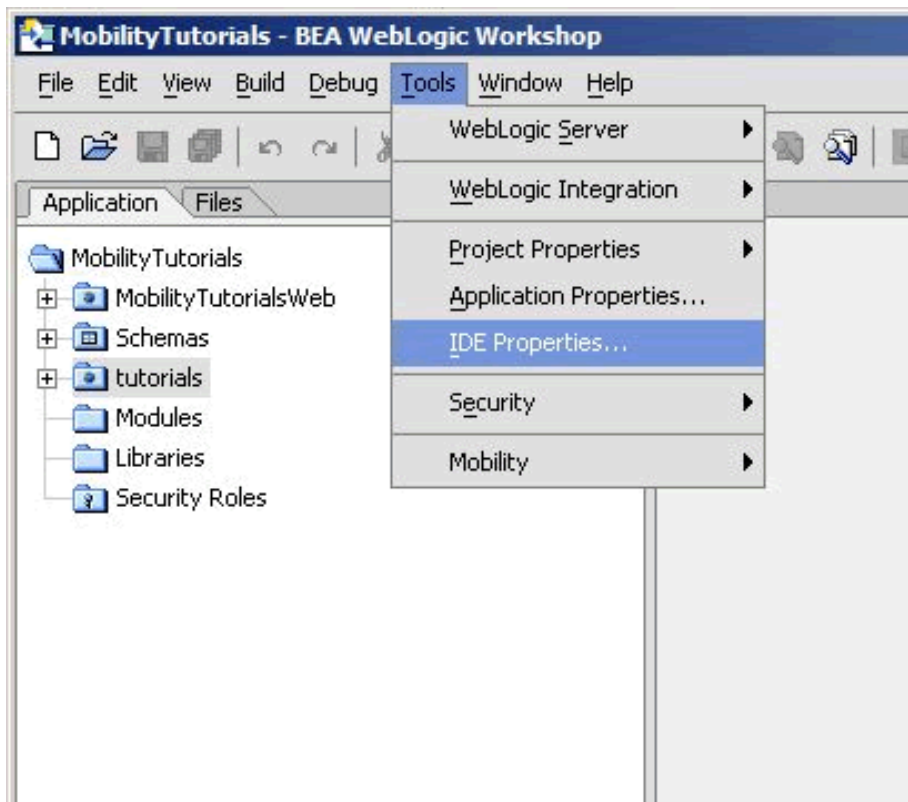 MobilityTutorials - BEA WebLogic Workshop
File Edit View Build Debug Tools Window Help
WebLogic Server
WebLogic Integration
Project Properties
Application Properties...
IDE Properties...
Security
Mobility
Application Files
MobilityTutorials
MobilityTutorialsWeb
Schemas
tutorials
Modules
Libraries
Security Roles